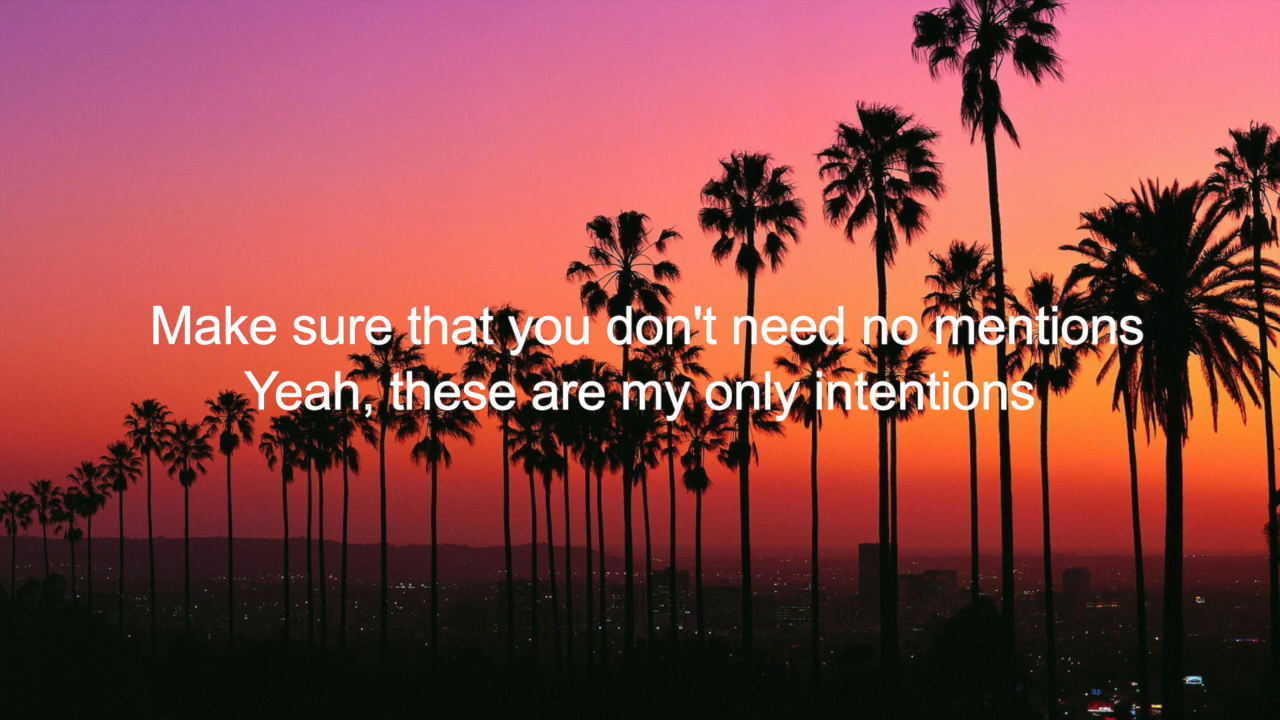 Make sure that you don't need no mentions
Yeah, these are my only intentions